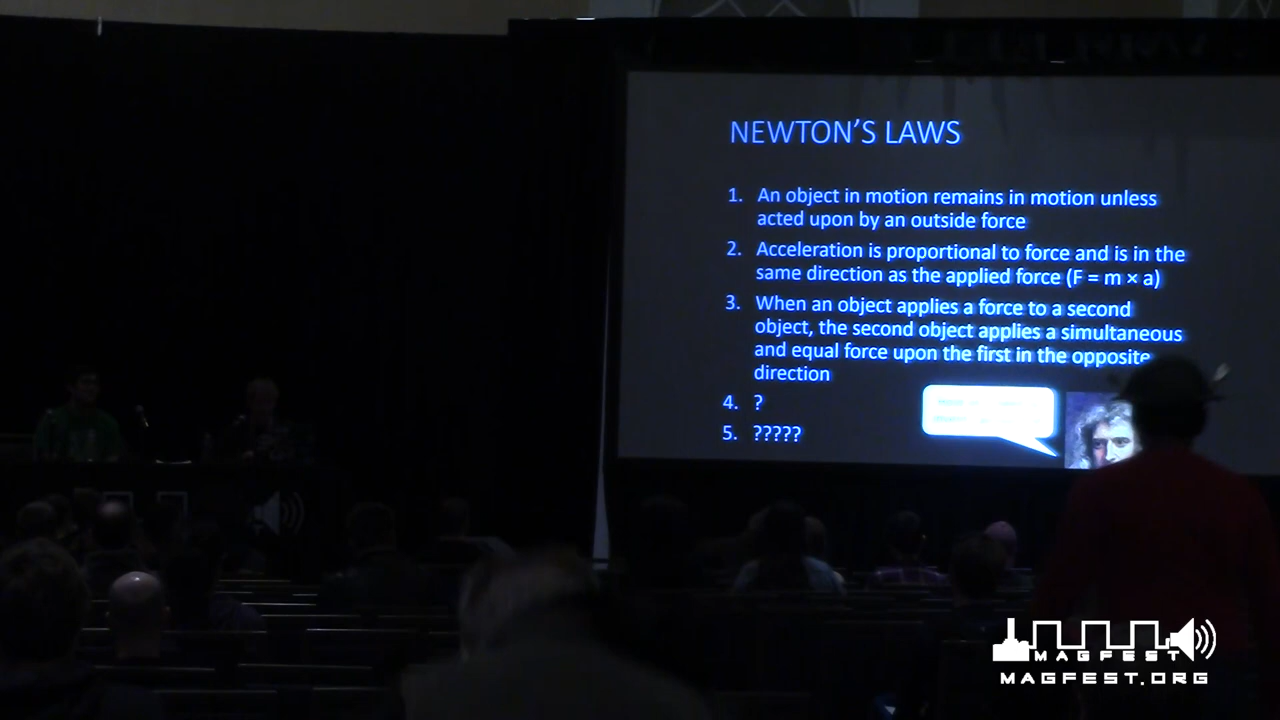 NEWTON'S LAWS
1. An object in motion remains in motion unless
acted upon by an outside force
2. Acceleration is proportional to force and is in the
same direction as the applied force (F = m × a)
3. When an object applies a force to a second
object, the second object applies a simultaneous
and equal force upon the first in the opposite
direction
4. ?
5. ?????
MAGFEST
MAGFEST.ORG